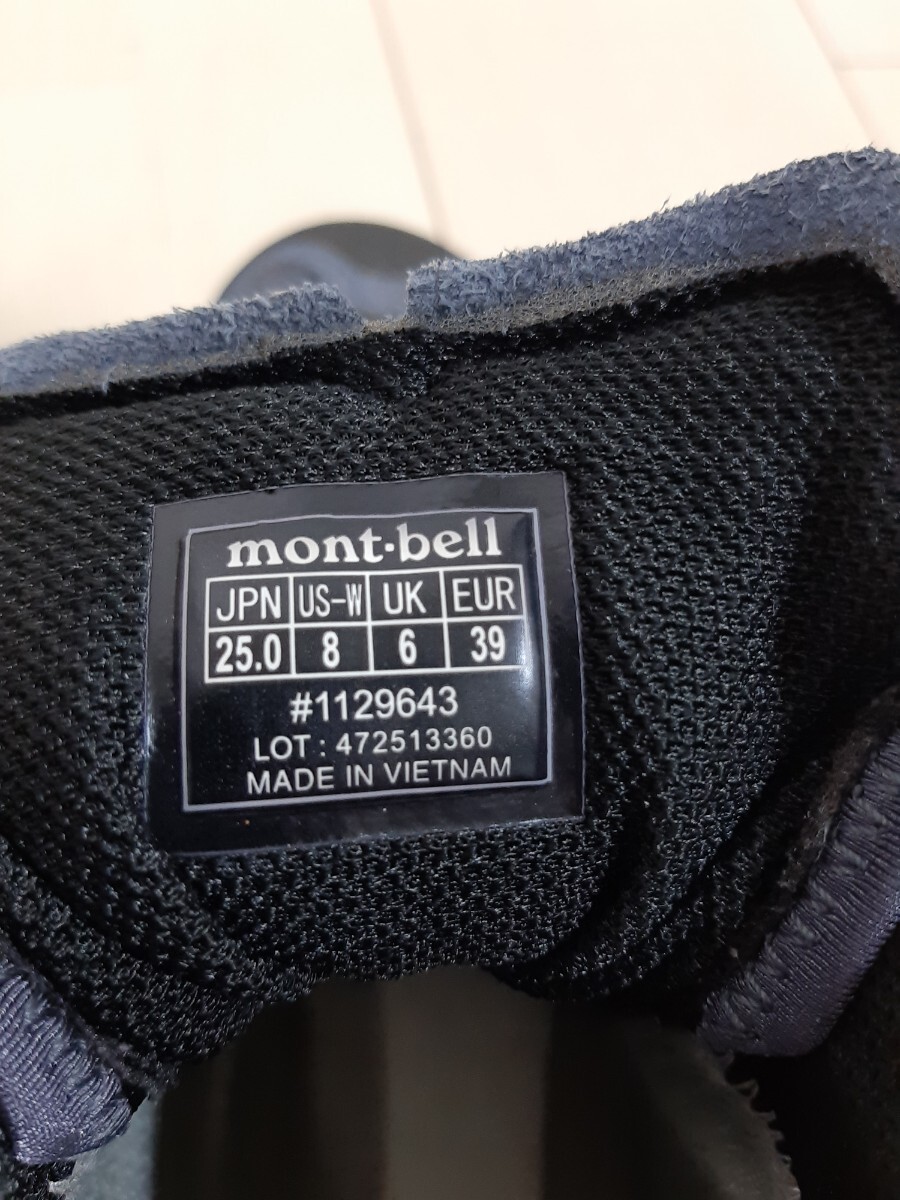 mont-bell
JPN US-W UK EUR
25.0 8 6 39
#1129643
LOT : 472513360
MADE IN VIETNAM